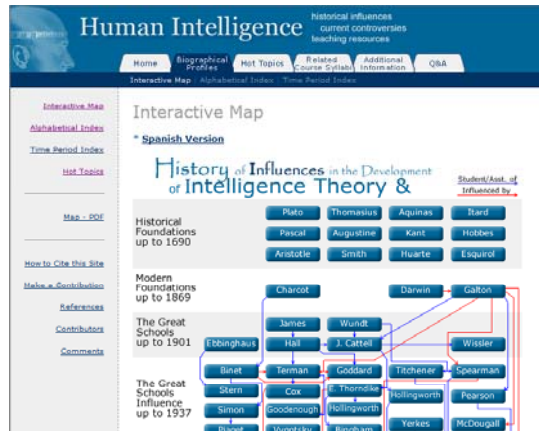 Human Intelligence
historical influences
current controversies
teaching resources
Home
Biographical Profiles
Hot Topics
Related Course Syllabi
Additional Information
Q&A
Interactive Map | Alphabetical Index | Time Period Index
Interactive Map
Alphabetical Index
Time Period Index
Hot Topics
Map - PDF
How to Cite this Site
Make a Contribution
References
Contributors
Comments
Interactive Map
* Spanish Version
History of Influences in the Development
of Intelligence Theory &
Student/Asst. of
Influenced by
Historical
Foundations
up to 1690
Plato Thomasius Aquinas Itard
Pascal Augustine Kant Hobbes
Aristotle Smith Huarte Esquirol
Modern
Foundations
up to 1869
Charcot Darwin Galton
The Great
Schools
up to 1901
James Wundt
Ebbinghaus Hall J. Cattell Wissler
The Great
Schools
Influence
up to 1937
Binet Terman Goddard Titchener Spearman
Stern Cox E. Thorndike Hollingworth Pearson
Simon Goodenough Hollingworth Yerkes McDougall
Piaget Vygotsky Bingham